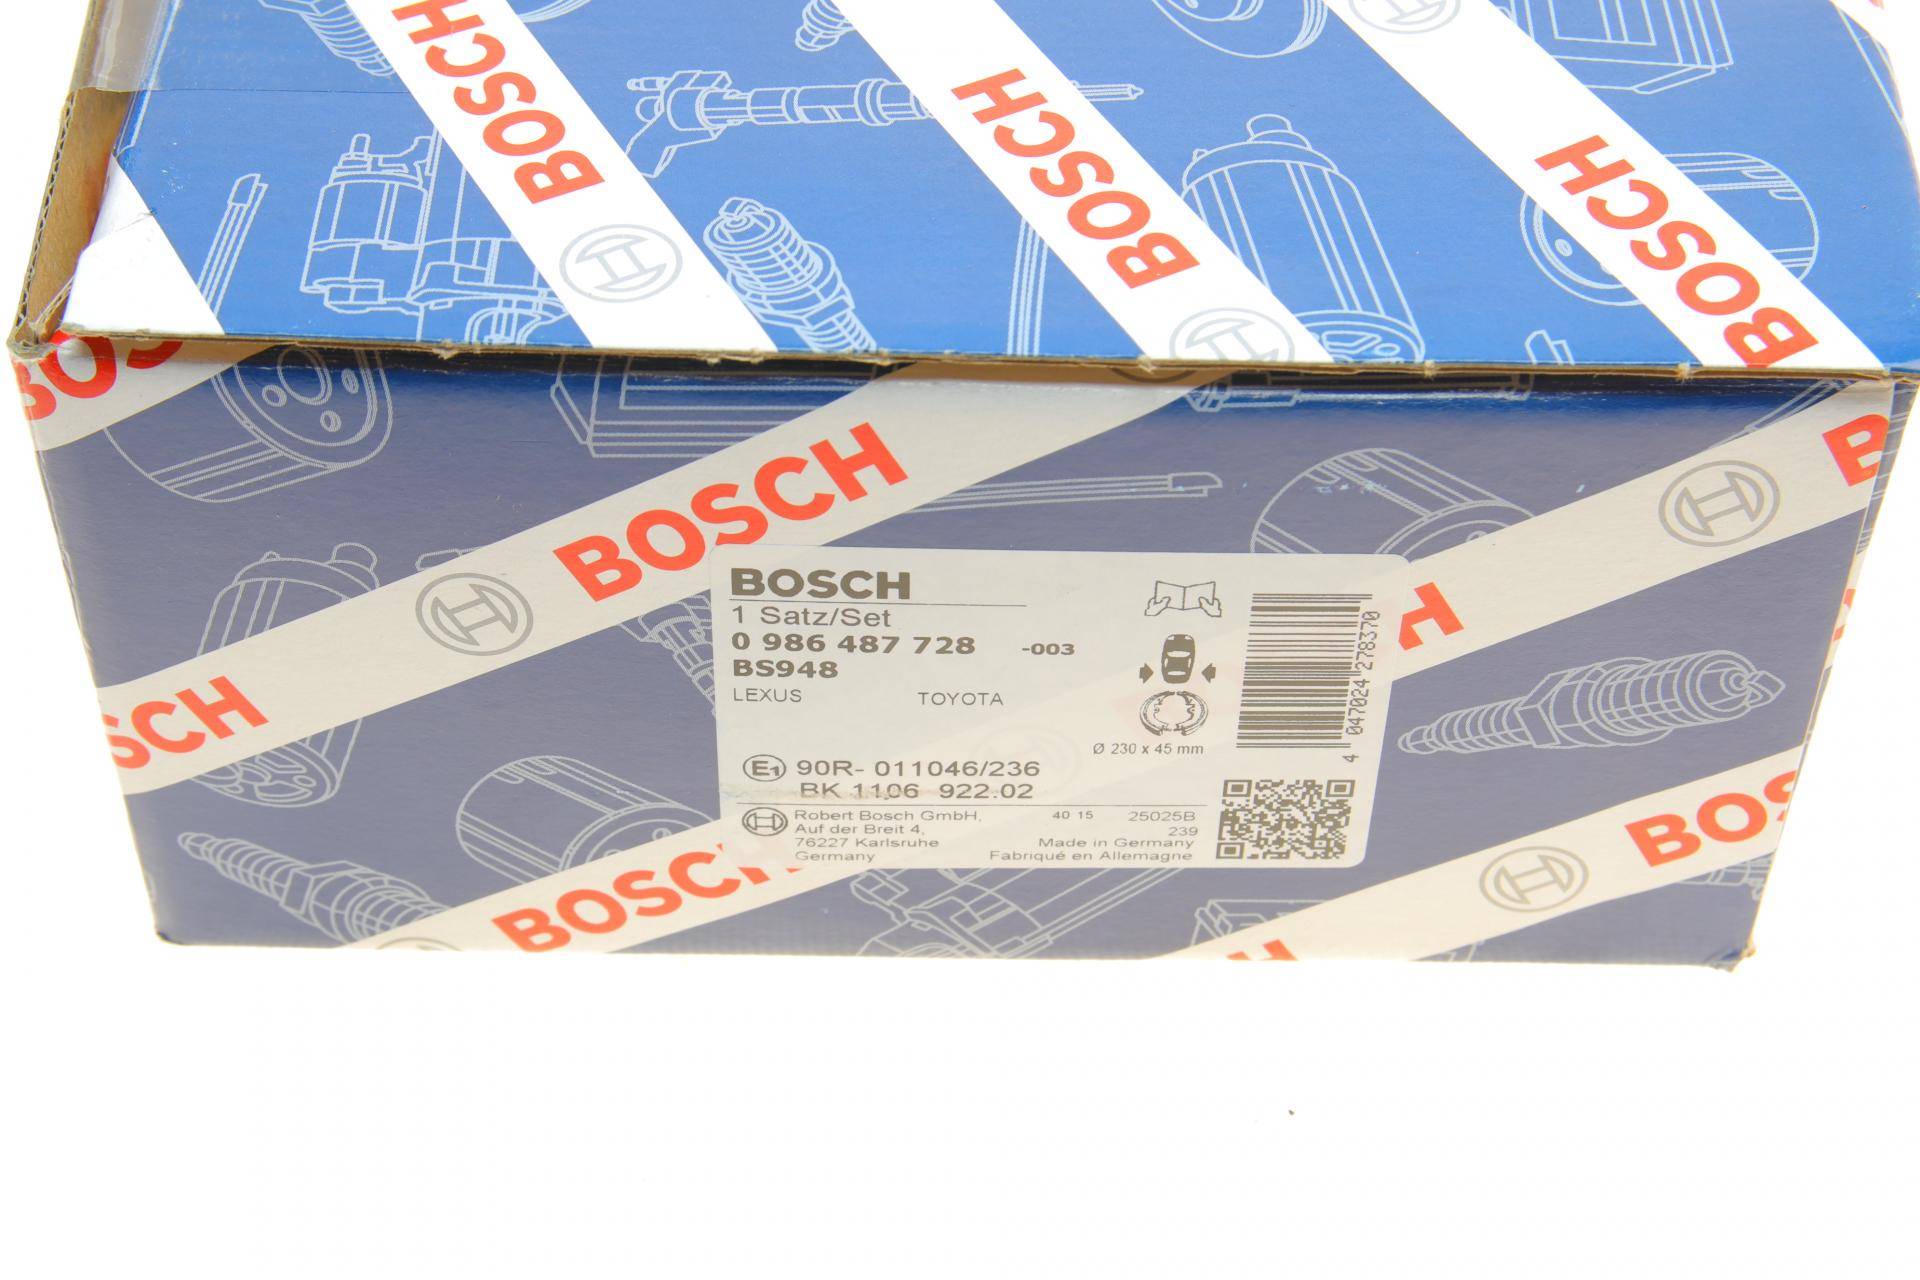 BOSCH
BOSCH
BOSCH
BOSCH
SCH
BOSCH
1 Satz/Set
0 986 487 728 -003
BS948
LEXUS TOYOTA
Ø 230 x 45 mm
E1 90R- 011046/236
BK 1106 922.02
Robert Bosch GmbH, 40 15 25025B
Auf der Breit 4, 239
76227 Karlsruhe Made in Germany
Germany Fabriqué en Allemagne
4 047024 278370
H
B
BOSCH
BOS
H